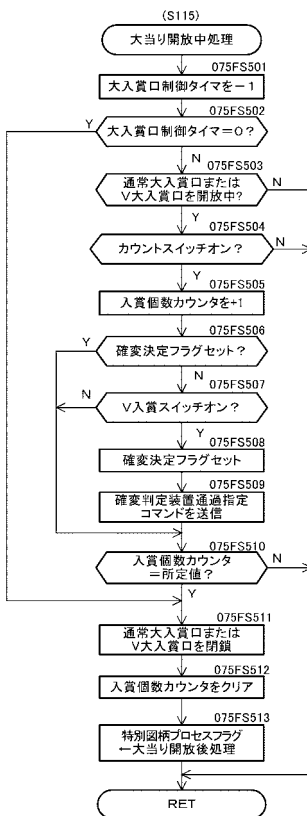 (S115)
大当り開放中処理
075FS501
大入賞口制御タイマを－1
075FS502
Y
大入賞口制御タイマ＝0？
N
075FS503
通常大入賞口または
V大入賞口を開放中？
N
Y
075FS504
カウントスイッチオン？
N
Y
075FS505
入賞個数カウンタを+1
075FS506
Y
確変決定フラグセット？
N
075FS507
N
V入賞スイッチオン？
Y
075FS508
確変決定フラグセット
075FS509
確変判定装置通過指定
コマンドを送信
075FS510
入賞個数カウンタ
＝所定値？
N
Y
075FS511
通常大入賞口または
V大入賞口を閉鎖
075FS512
入賞個数カウンタをクリア
075FS513
特別図柄プロセスフラグ
←大当り開放後処理
RET